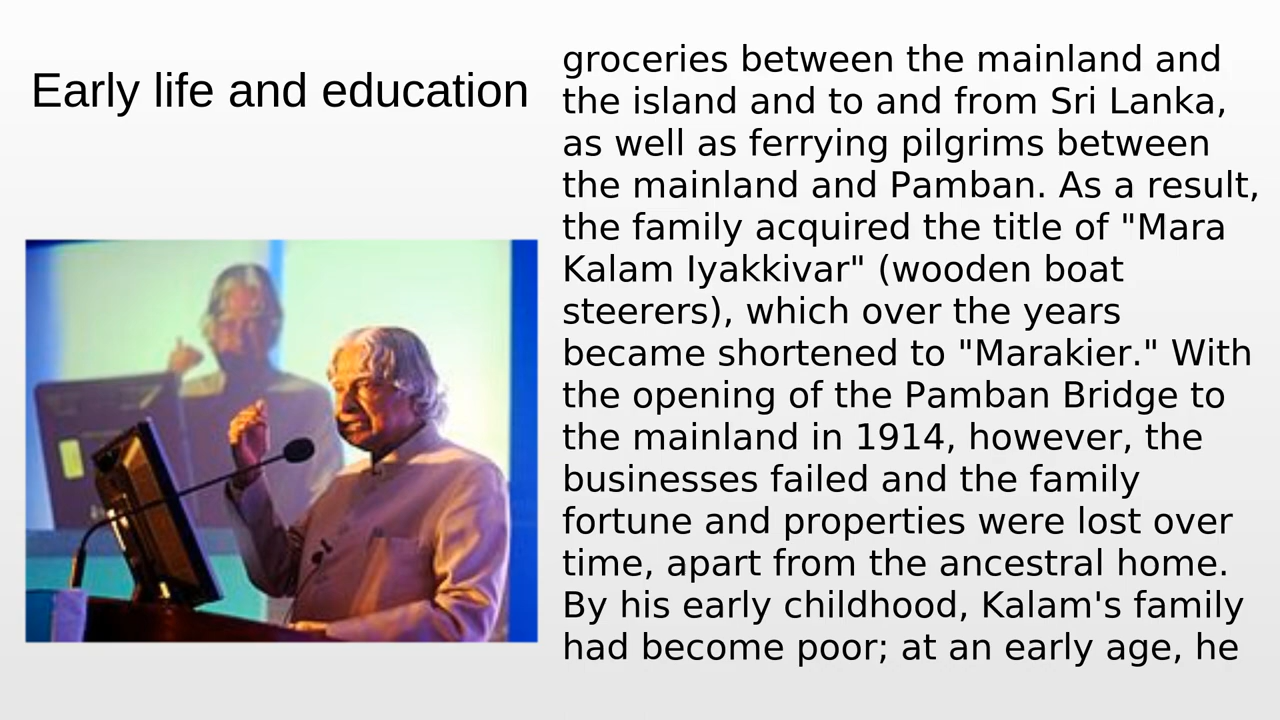 Early life and education
groceries between the mainland and
the island and to and from Sri Lanka,
as well as ferrying pilgrims between
the mainland and Pamban. As a result,
the family acquired the title of "Mara
Kalam Iyakkivar" (wooden boat
steerers), which over the years
became shortened to "Marakier." With
the opening of the Pamban Bridge to
the mainland in 1914, however, the
businesses failed and the family
fortune and properties were lost over
time, apart from the ancestral home.
By his early childhood, Kalam's family
had become poor; at an early age, he